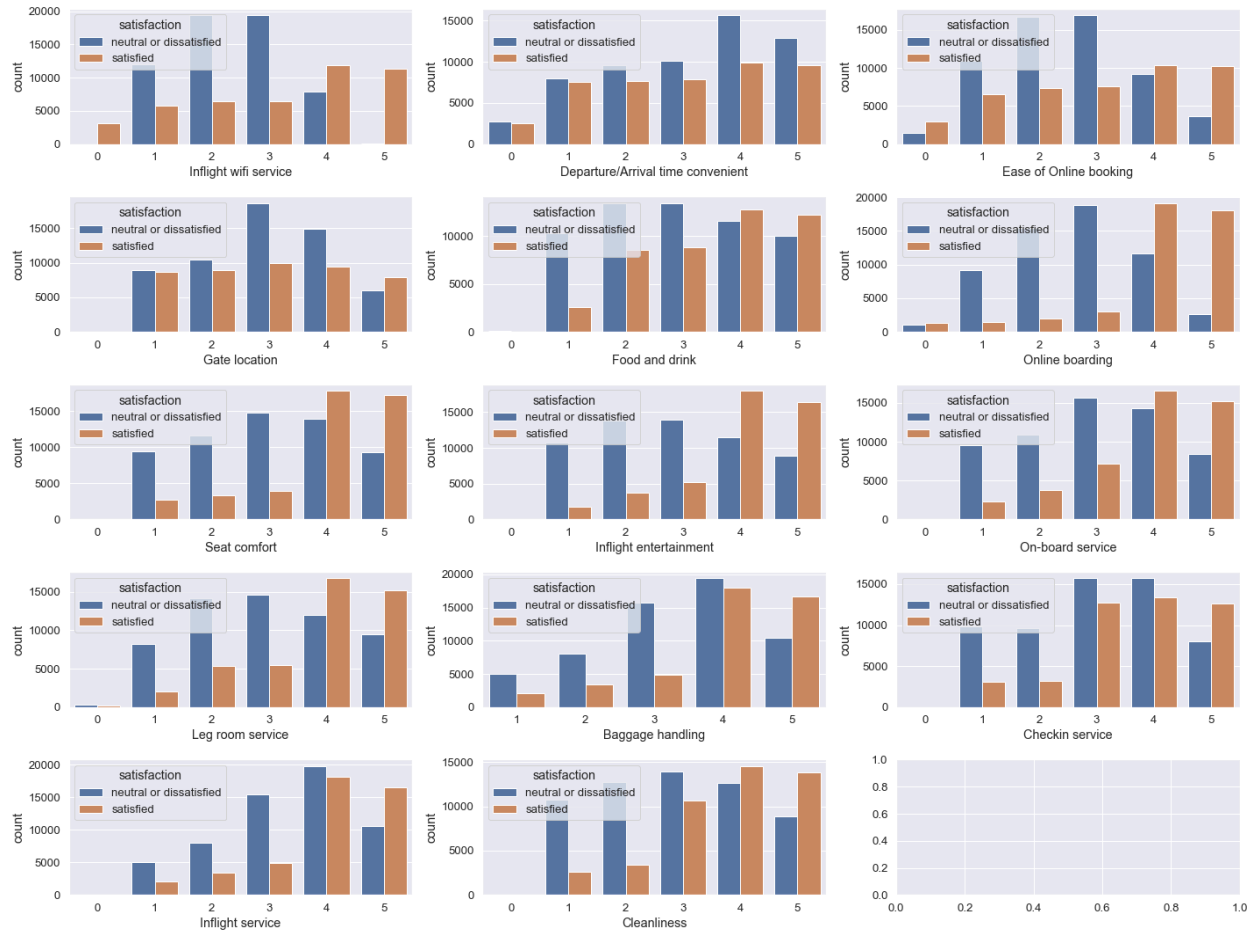 satisfaction
neutral or dissatisfied
satisfied
count
20000
15000
10000
5000
0
0 1 2 3 4 5
Inflight wifi service
satisfaction
neutral or dissatisfied
satisfied
count
15000
10000
5000
0
0 1 2 3 4 5
Departure/Arrival time convenient
satisfaction
neutral or dissatisfied
satisfied
count
15000
10000
5000
0
0 1 2 3 4 5
Ease of Online booking
satisfaction
neutral or dissatisfied
satisfied
count
15000
10000
5000
0
0 1 2 3 4 5
Gate location
satisfaction
neutral or dissatisfied
satisfied
count
10000
5000
0
0 1 2 3 4 5
Food and drink
satisfaction
neutral or dissatisfied
satisfied
count
20000
15000
10000
5000
0
0 1 2 3 4 5
Online boarding
satisfaction
neutral or dissatisfied
satisfied
count
15000
10000
5000
0
0 1 2 3 4 5
Seat comfort
satisfaction
neutral or dissatisfied
satisfied
count
15000
10000
5000
0
0 1 2 3 4 5
Inflight entertainment
satisfaction
neutral or dissatisfied
satisfied
count
20000
15000
10000
5000
0
0 1 2 3 4 5
On-board service
satisfaction
neutral or dissatisfied
satisfied
count
15000
10000
5000
0
0 1 2 3 4 5
Leg room service
satisfaction
neutral or dissatisfied
satisfied
count
20000
15000
10000
5000
0
1 2 3 4 5
Baggage handling
satisfaction
neutral or dissatisfied
satisfied
count
15000
10000
5000
0
0 1 2 3 4 5
Checkin service
satisfaction
neutral or dissatisfied
satisfied
count
20000
15000
10000
5000
0
0 1 2 3 4 5
Inflight service
satisfaction
neutral or dissatisfied
satisfied
count
15000
10000
5000
0
0 1 2 3 4 5
Cleanliness
1.0
0.8
0.6
0.4
0.2
0.0
0.0 0.2 0.4 0.6 0.8 1.0